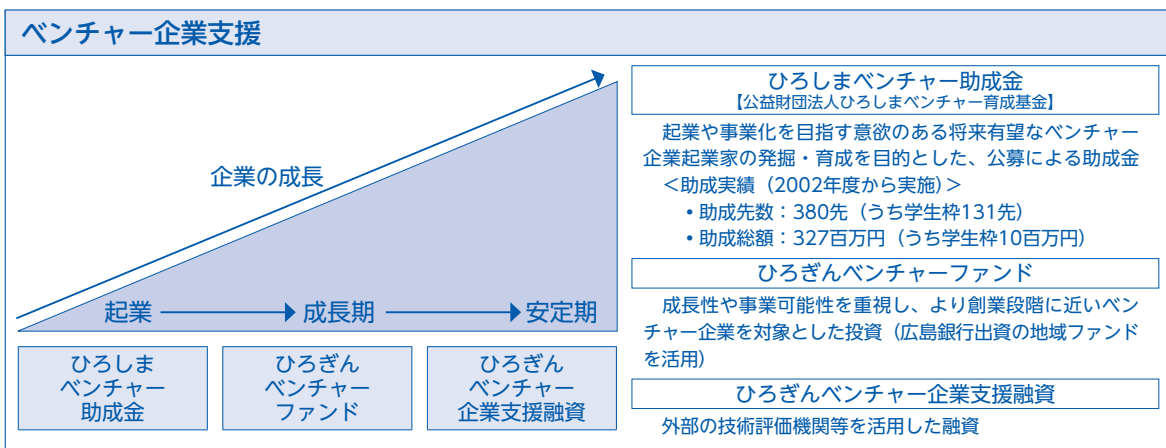 ベンチャー企業支援
企業の成長
起業
成長期
安定期
ひろしま
ベンチャー
助成金
ひろぎん
ベンチャー
ファンド
ひろぎん
ベンチャー
企業支援融資
ひろしまベンチャー助成金
【公益財団法人ひろしまベンチャー育成基金】
起業や事業化を目指す意欲のある将来有望なベンチャー
企業起業家の発掘・育成を目的とした、公募による助成金
＜助成実績（2002年度から実施）＞
•助成先数：380先（うち学生枠131先）
•助成総額：327百万円（うち学生枠10百万円）
ひろぎんベンチャーファンド
成長性や事業可能性を重視し、より創業段階に近いベン
チャー企業を対象とした投資（広島銀行出資の地域ファンド
を活用）
ひろぎんベンチャー企業支援融資
外部の技術評価機関等を活用した融資